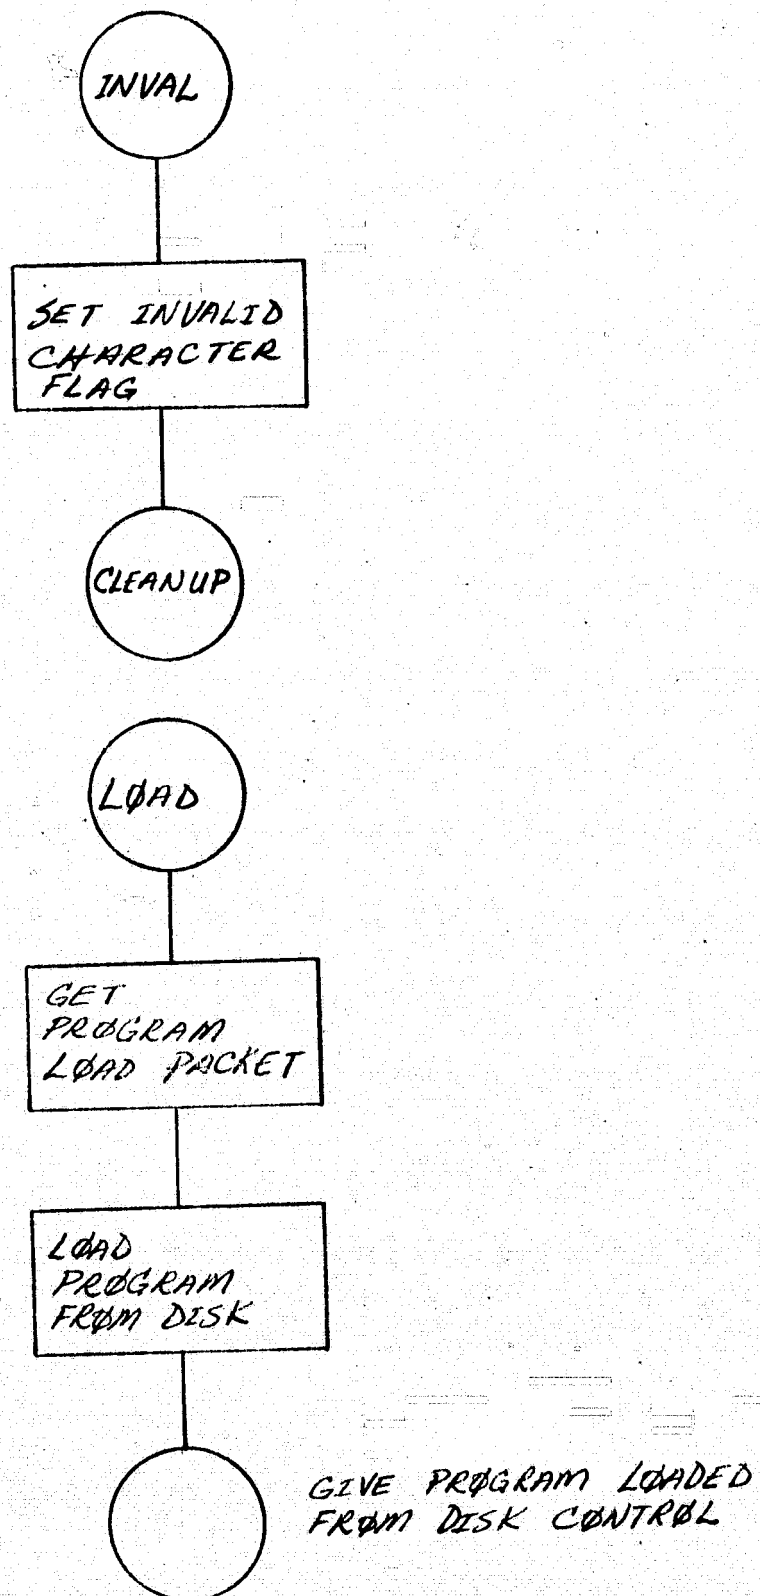 INVAL
SET INVALID
CHARACTER
FLAG
CLEANUP
LØAD
GET
PRØGRAM
LØAD PACKET
LØAD
PRØGRAM
FRØM DISK
GIVE PRØGRAM LØADED
FRØM DISK CØNTRØL